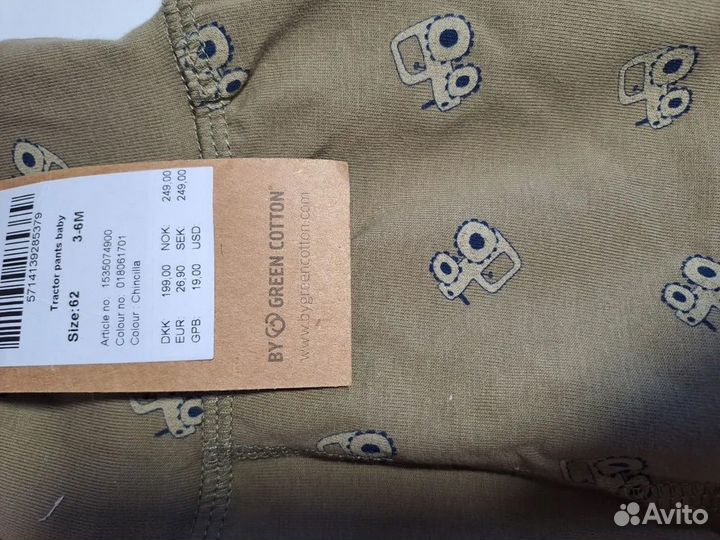 5714139285379
Tractor pants baby
Size:62 3-6M
Article no. 1535074900
Colour no. 018061701
Colour : Chincilla
DKK 199.00 NOK 249,00
EUR: 26,90 SEK 249,00
GPB. 19.00 USD
BY GREEN COTTON
www.bygreencotton.com
Avito